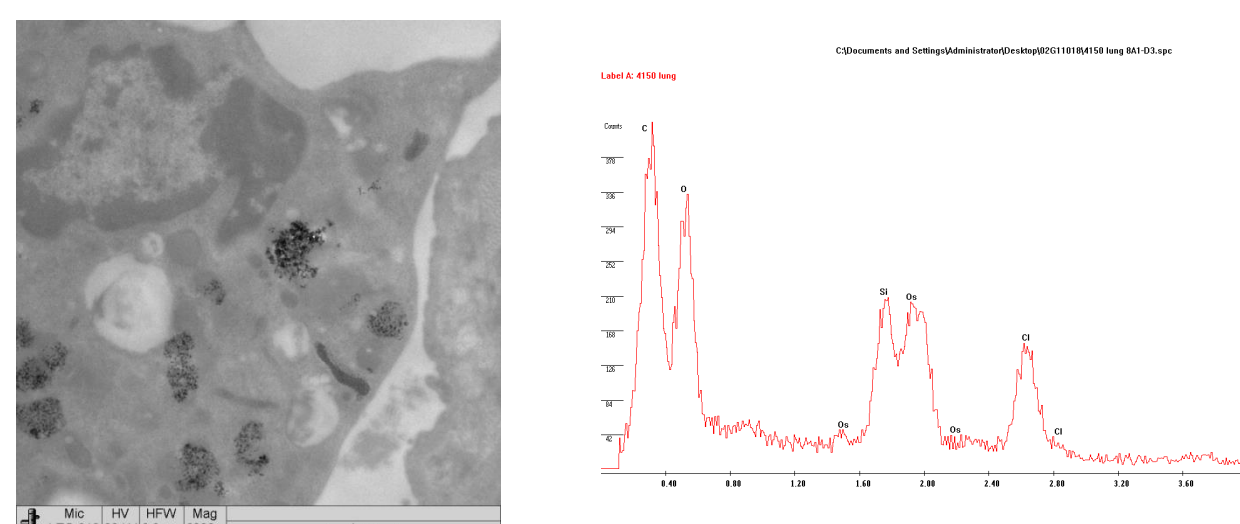 C:\Documents and Settings\Administrator\Desktop\02G11018\4150 lung 8A1-D3.spc
Label A: 4150 lung
Counts
C
378
O
336
294
252
210
Si
Os
168
Cl
126
84
Os
Os
Cl
42
0.40 0.80 1.20 1.60 2.00 2.40 2.80 3.20 3.60
Mic HV HFW Mag